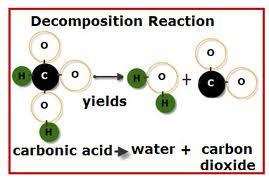 Decomposition Reaction
O
H C O
O
H
yields
H O
H
+
O
C O
carbonic acid water + carbon
dioxide